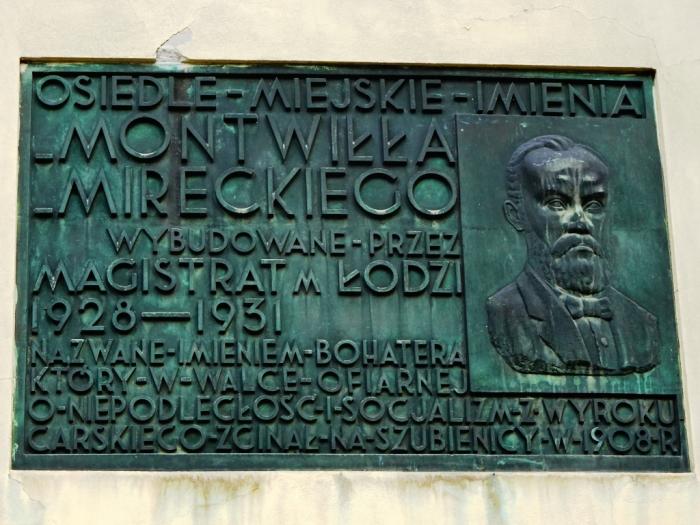 OSIEDLE-MIEJSKIE-IMIENIA
-MONTWIŁŁA
-MIRECKIEGO
WYBUDOWANE-PRZEZ
MAGISTRAT M ŁODZI
1928—1931
NAZWANE-IMIENIEM-BOHATERA
KTÓRY-W-WALCE-OFIARNEJ
O-NIEPODLEGŁOŚĆ-I-SOCJALIZM-Z WYROKU
CARSKIEGO-ZGINĄŁ-NA-SZUBIENICY-W-1908-R